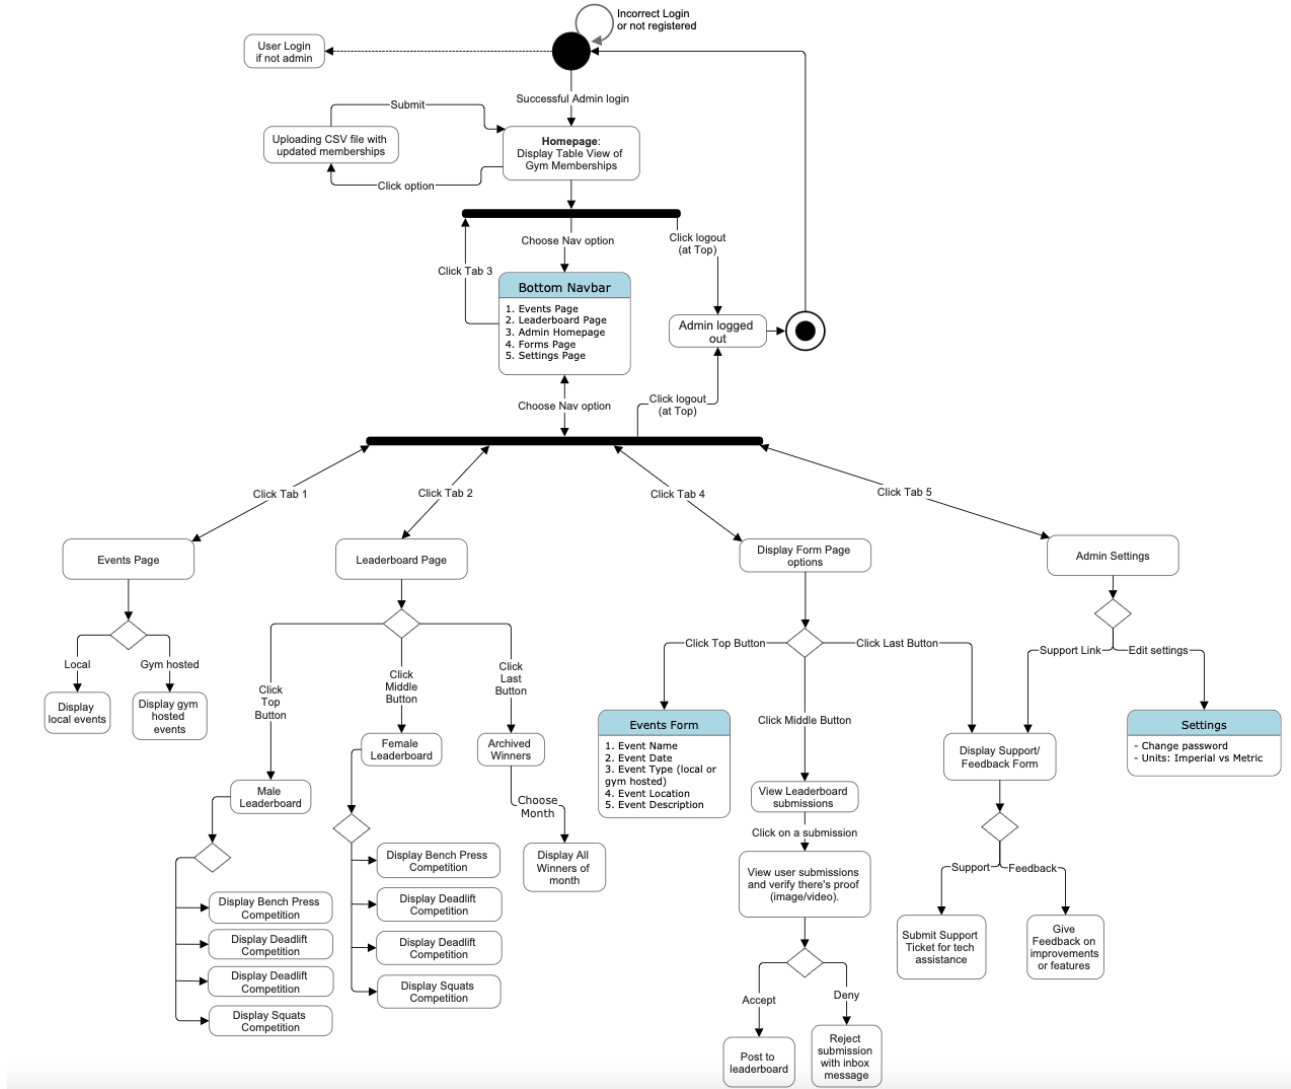 Incorrect Login
or not registered
User Login
if not admin
Successful Admin login
Submit
Uploading CSV file with
updated memberships
Homepage:
Display Table View of
Gym Memberships
Click option
Choose Nav option
Click logout
(at Top)
Click Tab 3
Bottom Navbar
1. Events Page
2. Leaderboard Page
3. Admin Homepage
4. Forms Page
5. Settings Page
Admin logged
out
Choose Nav option
Click logout
(at Top)
Click Tab 1
Click Tab 2
Click Tab 4
Click Tab 5
Events Page
Leaderboard Page
Display Form Page
options
Admin Settings
Local
Gym hosted
Display
local events
Display gym
hosted
events
Click
Top
Button
Click
Middle
Button
Click
Last
Button
Male
Leaderboard
Female
Leaderboard
Archived
Winners
Choose
Month
Display All
Winners of
month
Display Bench Press
Competition
Display Deadlift
Competition
Display Deadlift
Competition
Display Squats
Competition
Display Bench Press
Competition
Display Deadlift
Competition
Display Deadlift
Competition
Display Squats
Competition
Click Top Button
Click Last Button
Click Middle Button
Events Form
1. Event Name
2. Event Date
3. Event Type (local or
gym hosted)
4. Event Location
5. Event Description
View Leaderboard
submissions
Click on a submission
View user submissions
and verify there's proof
(image/video).
Accept
Deny
Post to
leaderboard
Reject
submission
with inbox
message
Support Link
Edit settings
Display Support/
Feedback Form
Settings
- Change password
- Units: Imperial vs Metric
Support
Feedback
Submit Support
Ticket for tech
assistance
Give
Feedback on
improvements
or features